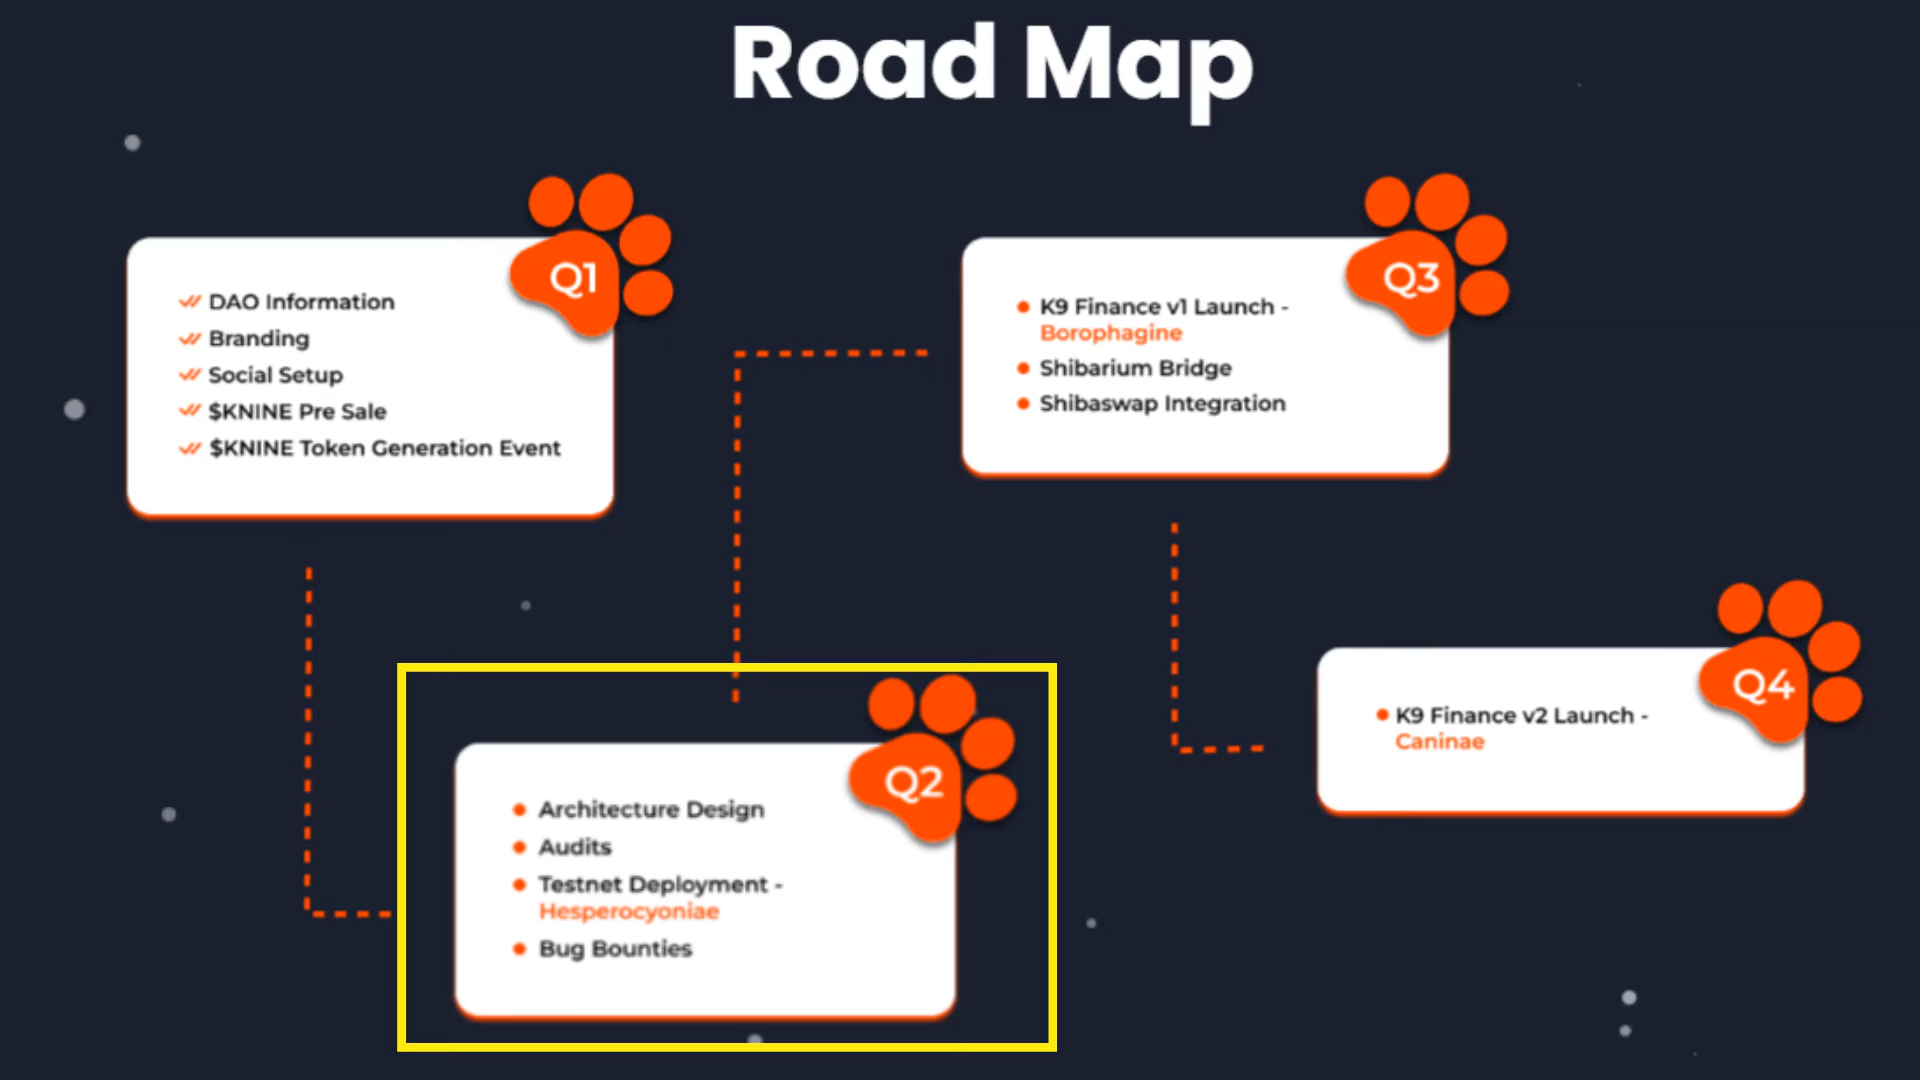 Road Map
Q1
DAO Information
Branding
Social Setup
$KNINE Pre Sale
$KNINE Token Generation Event
Q2
Architecture Design
Audits
Testnet Deployment -
Hesperocyoniae
Bug Bounties
Q3
K9 Finance v1 Launch -
Borophagine
Shibarium Bridge
Shibaswap Integration
Q4
K9 Finance v2 Launch -
Caninae